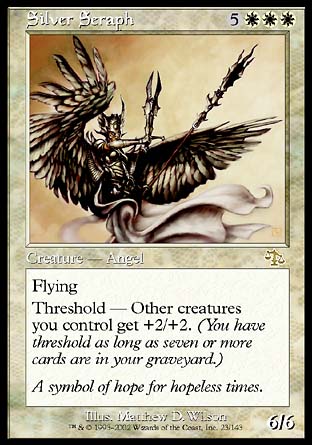 Silver Seraph 5
Creature — Angel
Flying
Threshold — Other creatures
you control get +2/+2. (You have
threshold as long as seven or more
cards are in your graveyard.)
A symbol of hope for hopeless times.
Illus. Matthew D. Wilson
™ & © 1993-2002 Wizards of the Coast, Inc. 23/143
6/6